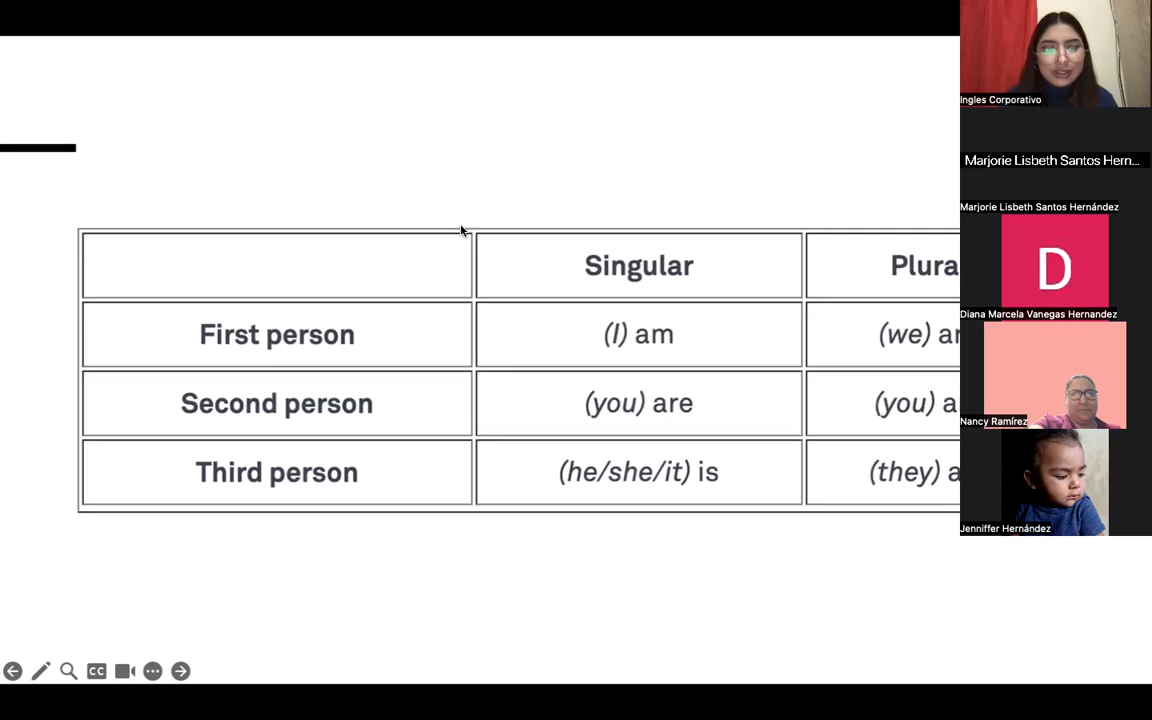 Singular Plura
First person (I) am (we) ar
Second person (you) are (you) a
Third person (he/she/it) is (they) a
CC
Ingles Corporativo
Marjorie Lisbeth Santos Hern...
Marjorie Lisbeth Santos Hernández
D
Diana Marcela Vanegas Hernandez
Nancy Ramírez
Jenniffer Hernández